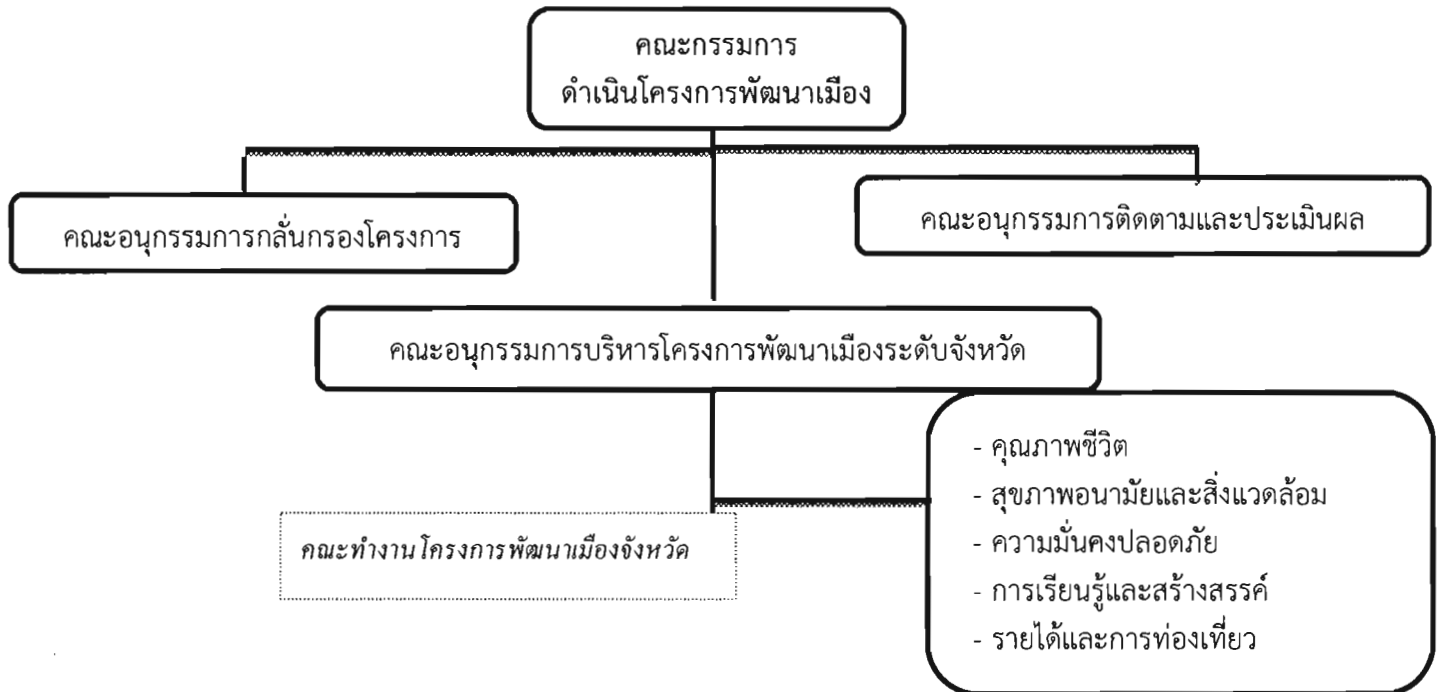 คณะกรรมการ
ดำเนินโครงการพัฒนาเมือง
คณะอนุกรรมการกลั่นกรองโครงการ
คณะอนุกรรมการติดตามและประเมินผล
คณะอนุกรรมการบริหารโครงการพัฒนาเมืองระดับจังหวัด
- คุณภาพชีวิต
- สุขภาพอนามัยและสิ่งแวดล้อม
- ความมั่นคงปลอดภัย
- การเรียนรู้และสร้างสรรค์
- รายได้และการท่องเที่ยว
คณะทำงานโครงการพัฒนาเมืองจังหวัด